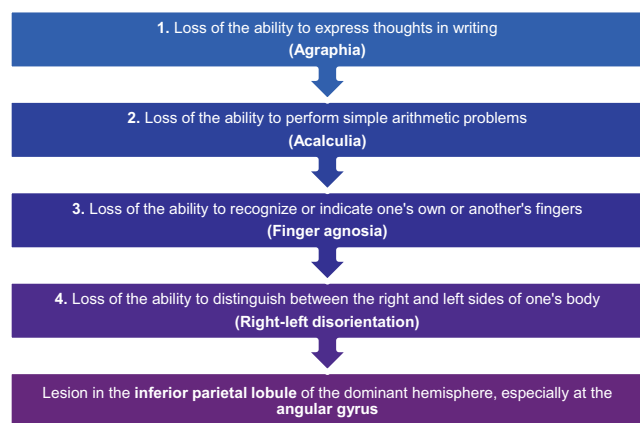 1. Loss of the ability to express thoughts in writing
(Agraphia)
2. Loss of the ability to perform simple arithmetic problems
(Acalculia)
3. Loss of the ability to recognize or indicate one's own or another's fingers
(Finger agnosia)
4. Loss of the ability to distinguish between the right and left sides of one's body
(Right-left disorientation)
Lesion in the inferior parietal lobule of the dominant hemisphere, especially at the
angular gyrus